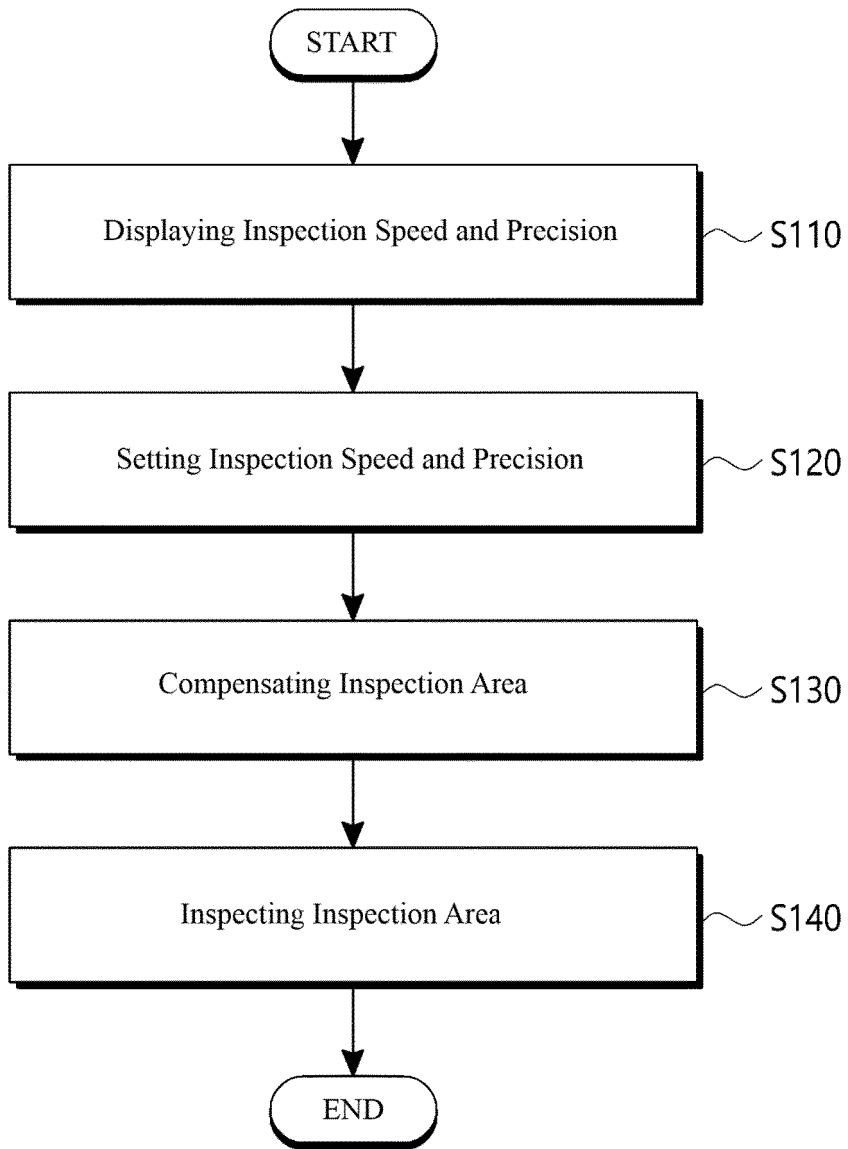 START
Displaying Inspection Speed and Precision
S110
Setting Inspection Speed and Precision
S120
Compensating Inspection Area
S130
Inspecting Inspection Area
S140
END